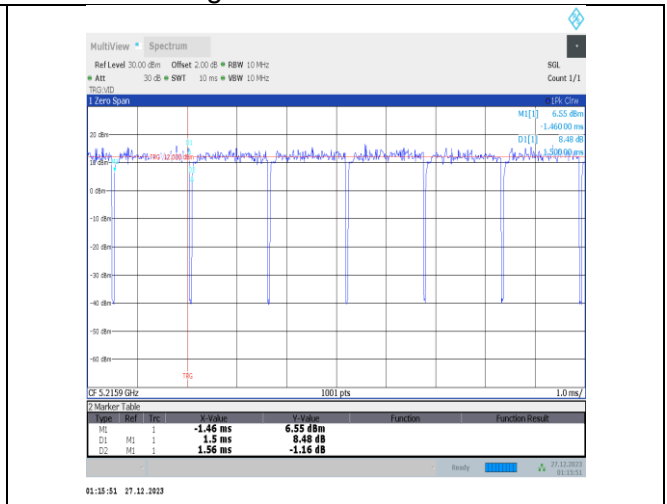 MultiView Spectrum
Ref Level 30.00 dBm Offset 2.00 dB RBW 10 MHz SGL
Att 30 dB SWT 10 ms VBW 10 MHz Count 1/1
TRG:VID
1 Zero Span 1Pk Clrw
M1[1] 6.55 dBm
-1.460 00 ms
D1[1] 8.48 dB
1.500 00 ms
20 dBm
TRG 12.000 dBm
10 dBm
0 dBm
-10 dBm
-20 dBm
-30 dBm
-40 dBm
-50 dBm
-60 dBm
TRG
CF 5.2159 GHz 1001 pts 1.0 ms/
2 Marker Table
Type Ref Trc X-Value Y-Value Function Function Result
M1 1 -1.46 ms 6.55 dBm
D1 M1 1 1.5 ms 8.48 dB
D2 M1 1 1.56 ms -1.16 dB
Ready 27.12.2023
01:15:51
01:15:51 27.12.2023